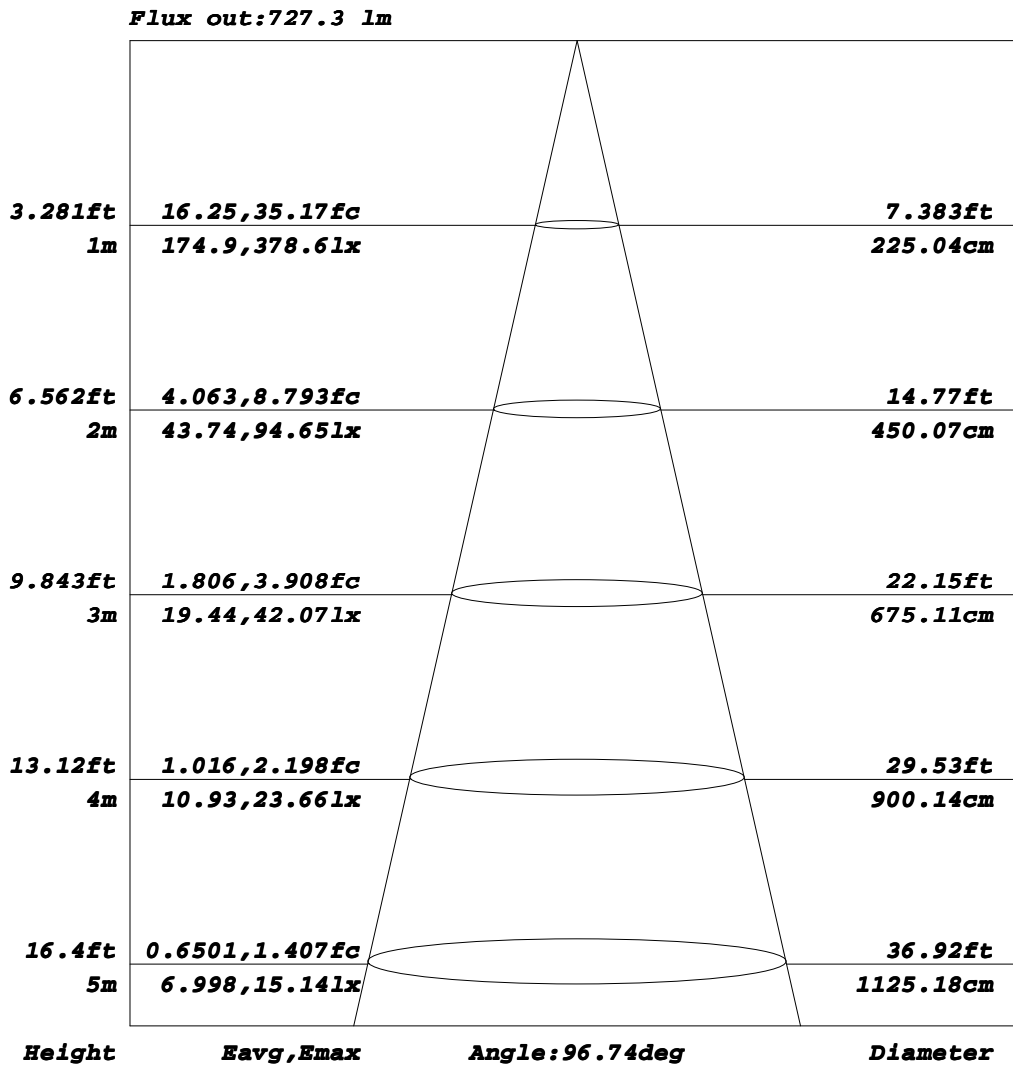 Flux out:727.3 lm
3.281ft 16.25,35.17fc 7.383ft
1m 174.9,378.6lx 225.04cm
6.562ft 4.063,8.793fc 14.77ft
2m 43.74,94.65lx 450.07cm
9.843ft 1.806,3.908fc 22.15ft
3m 19.44,42.07lx 675.11cm
13.12ft 1.016,2.198fc 29.53ft
4m 10.93,23.66lx 900.14cm
16.4ft 0.6501,1.407fc 36.92ft
5m 6.998,15.14lx 1125.18cm
Height Eavg,Emax Angle:96.74deg Diameter